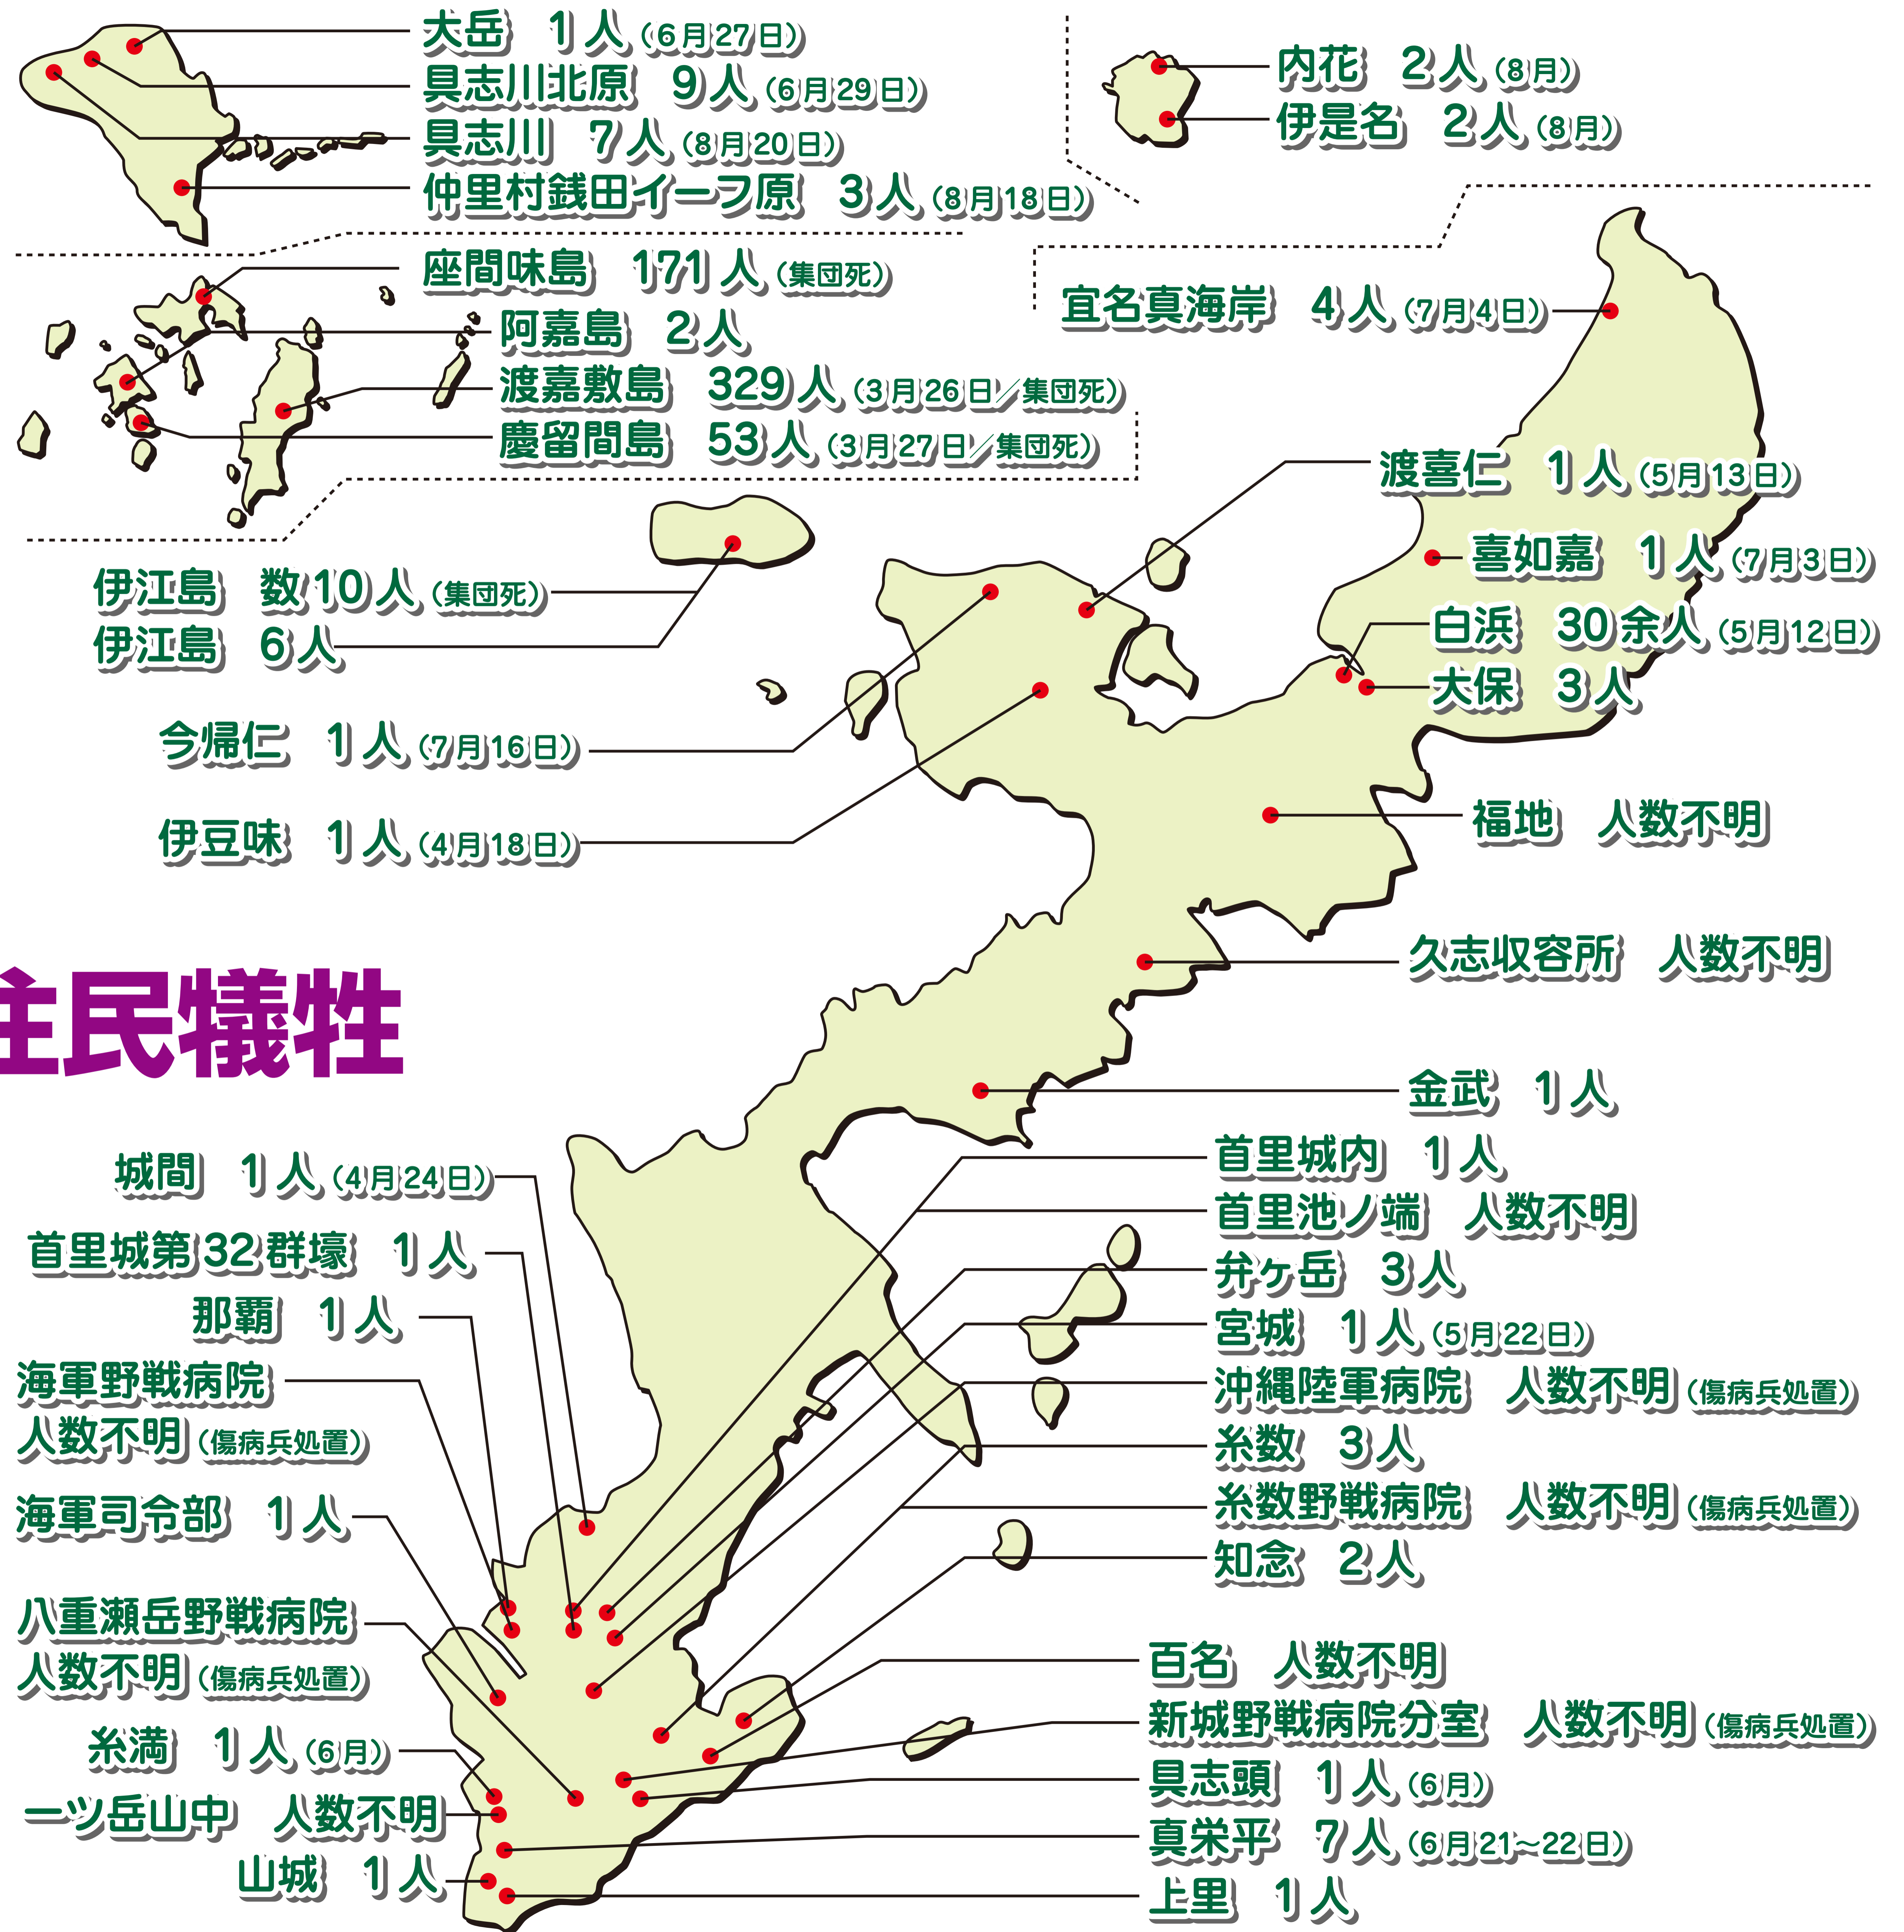 大岳　1人（6月27日）
具志川北原　9人（6月29日）
具志川　7人（8月20日）
仲里村銭田イーフ原　3人（8月18日）
内花　2人（8月）
伊是名　2人（8月）
座間味島　171人（集団死）
阿嘉島　2人
渡嘉敷島　329人（3月26日／集団死）
慶留間島　53人（3月27日／集団死）
宜名真海岸　4人（7月4日）
渡喜仁　1人（5月13日）
喜如嘉　1人（7月3日）
白浜　30余人（5月12日）
大保　3人
伊江島　数10人（集団死）
伊江島　6人
今帰仁　1人（7月16日）
伊豆味　1人（4月18日）
福地　人数不明
久志収容所　人数不明
金武　1人
住民犠牲
城間　1人（4月24日）
首里城第32群壕　1人
那覇　1人
海軍野戦病院
人数不明（傷病兵処置）
海軍司令部　1人
八重瀬岳野戦病院
人数不明（傷病兵処置）
糸満　1人（6月）
一ツ岳山中　人数不明
山城　1人
首里城内　1人
首里池ノ端　人数不明
弁ヶ岳　3人
宮城　1人（5月22日）
沖縄陸軍病院　人数不明（傷病兵処置）
糸数　3人
糸数野戦病院　人数不明（傷病兵処置）
知念　2人
百名　人数不明
新城野戦病院分室　人数不明（傷病兵処置）
具志頭　1人（6月）
真栄平　7人（6月21～22日）
上里　1人